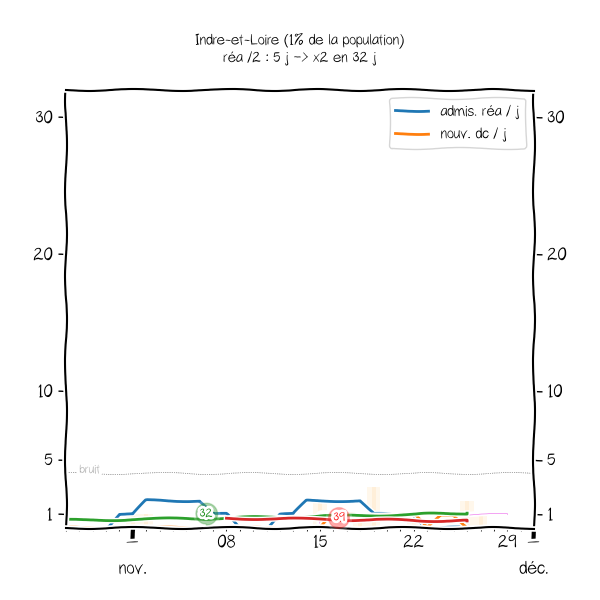 Indre-et-Loire (1% de la population)
réa /2 : 5 j -> x2 en 32 j
admis. réa / j
nouv. dc / j
30 30
20 20
10 10
5 5
bruit
1 1
32 39
08 15 22 29
nov. déc.